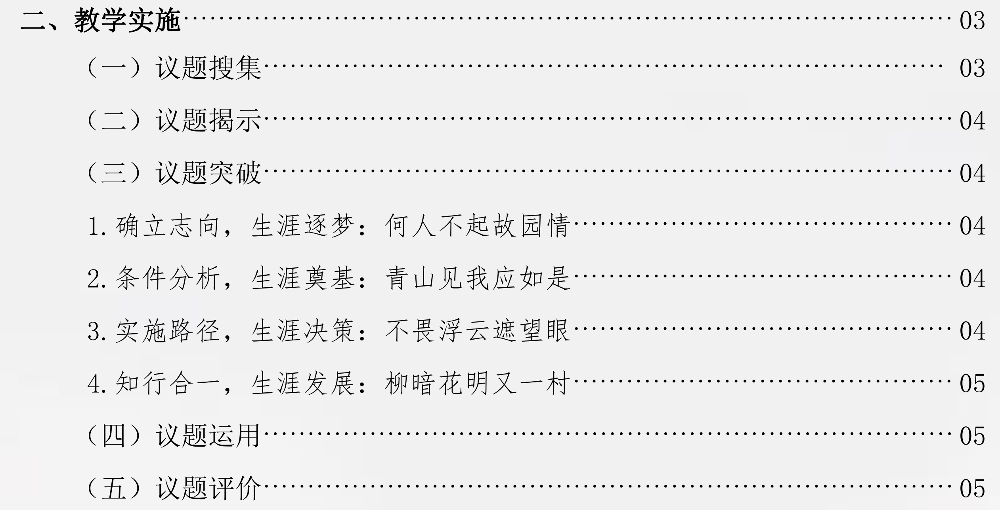 二、教学实施……………………………………………………………………03
（一）议题搜集……………………………………………………………03
（二）议题揭示……………………………………………………………04
（三）议题突破……………………………………………………………04
1.确立志向，生涯逐梦：何人不起故园情………………………………04
2.条件分析，生涯奠基：青山见我应如是………………………………04
3.实施路径，生涯决策：不畏浮云遮望眼………………………………04
4.知行合一，生涯发展：柳暗花明又一村………………………………05
（四）议题运用……………………………………………………………05
（五）议题评价……………………………………………………………05